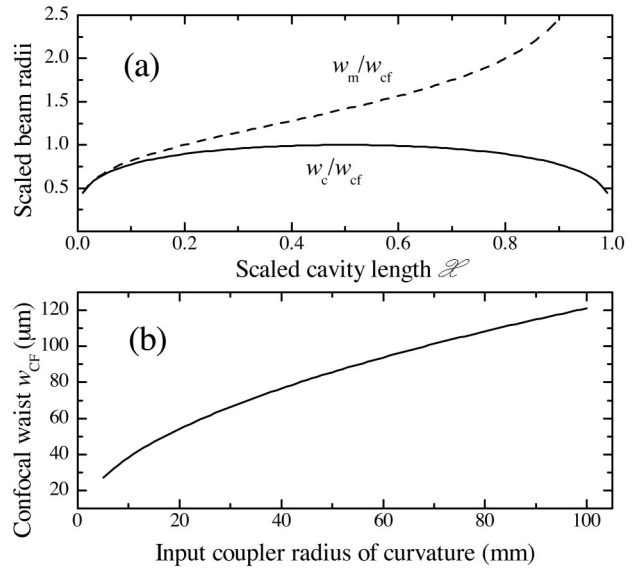 2.5
2.0
1.5
1.0
0.5
Scaled beam radii
(a)
w_m/w_cf
w_c/w_cf
0.0 0.2 0.4 0.6 0.8 1.0
Scaled cavity length 𝒳
120
100
80
60
40
20
Confocal waist w_CF (μm)
(b)
0 20 40 60 80 100
Input coupler radius of curvature (mm)